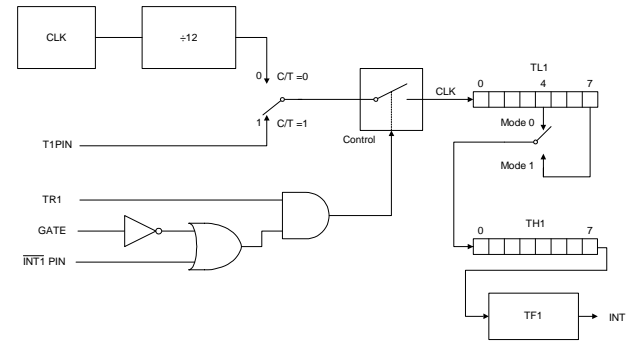 CLK
÷12
0 C/T =0
1 C/T =1
T1PIN
Control
CLK
TL1
0 4 7
Mode 0
Mode 1
TR1
GATE
INT1 PIN
TH1
0 7
TF1
INT